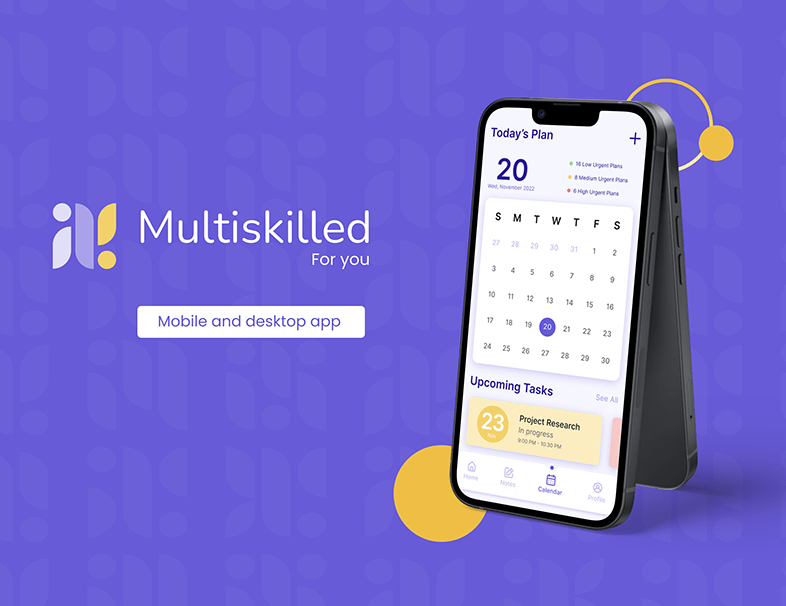 Multiskilled
For you
Mobile and desktop app
Today's Plan
+
20
Wed, November 2022
16 Low Urgent Plans
8 Medium Urgent Plans
6 High Urgent Plans
S M T W T F S
27 28 29 30 31 1 2
3 4 5 6 7 8 9
10 11 12 13 14 15 16
17 18 19 20 21 22 23
24 25 26 27 28 29 30
Upcoming Tasks
See All
23
Nov
Project Research
In progress
9:00 PM - 10:30 PM
Home
Notes
Calendar
Profile